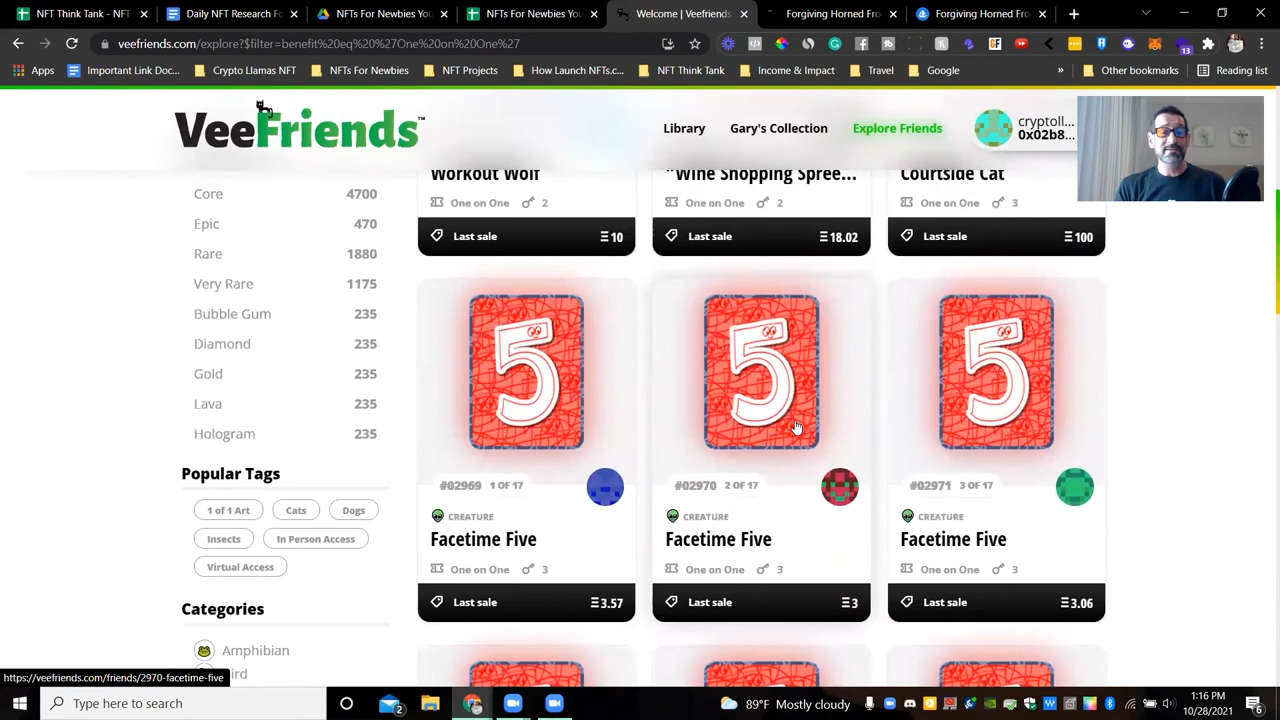 NFT Think Tank - NFT
Daily NFT Research Fo
NFTs For Newbies You
NFTs For Newbies You
Welcome | Veefriends
Forgiving Horned Fro
Forgiving Horned Fro
veefriends.com/explore?$filter=benefit%20eq%20%27One%20on%20One%27
13
Apps
Important Link Doc...
Crypto Llamas NFT
NFTs For Newbies
NFT Projects
How Launch NFTs.c...
NFT Think Tank
Income & Impact
Travel
Google
»
Other bookmarks
Reading list
VeeFriends™
Library
Gary's Collection
Explore Friends
cryptoll...
0x02b8...
Core 4700
Epic 470
Rare 1880
Very Rare 1175
Bubble Gum 235
Diamond 235
Gold 235
Lava 235
Hologram 235
Popular Tags
1 of 1 Art
Cats
Dogs
Insects
In Person Access
Virtual Access
Categories
Amphibian
Bird
Workout Wolf
"Wine Shopping Spree...
Courtside Cat
One on One 2
One on One 2
One on One 3
Last sale 10
Last sale 18.02
Last sale 100
5
5
5
#02969 1 OF 17
#02970 2 OF 17
#02971 3 OF 17
CREATURE
CREATURE
CREATURE
Facetime Five
Facetime Five
Facetime Five
One on One 3
One on One 3
One on One 3
Last sale 3.57
Last sale 3
Last sale 3.06
https://veefriends.com/friends/2970-facetime-five
Type here to search
2
89°F Mostly cloudy
1:16 PM
10/28/2021
6